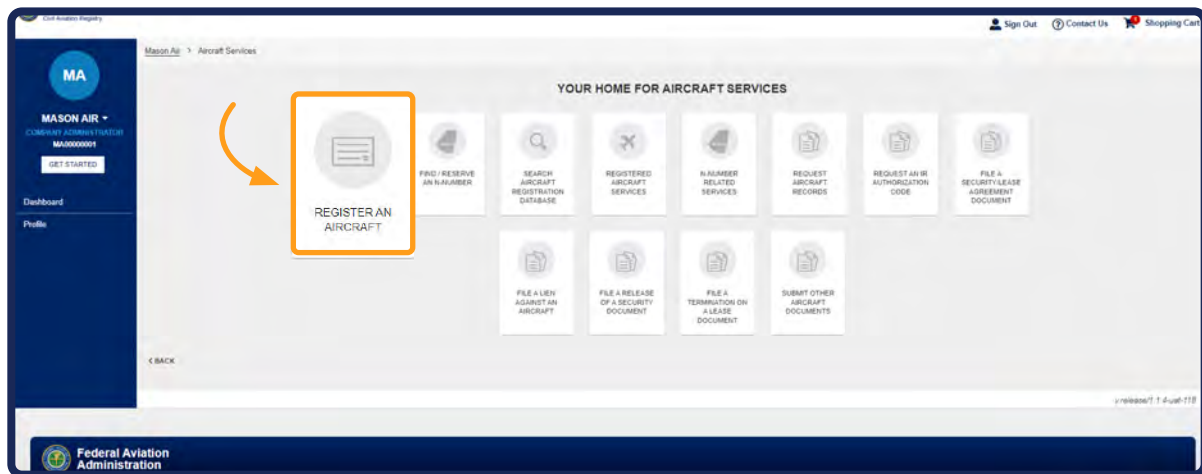 Civil Aviation Registry
Sign Out
Contact Us
Shopping Cart
Mason Air > Aircraft Services
MA
MASON AIR
COMPANY ADMINISTRATOR
MA00000001
GET STARTED
Dashboard
Profile
YOUR HOME FOR AIRCRAFT SERVICES
REGISTER AN
AIRCRAFT
FIND / RESERVE
AN N-NUMBER
SEARCH
AIRCRAFT
REGISTRATION
DATABASE
REGISTERED
AIRCRAFT
SERVICES
N-NUMBER
RELATED
SERVICES
REQUEST
AIRCRAFT
RECORDS
REQUEST AN IR
AUTHORIZATION
CODE
FILE A
SECURITY/LEASE
AGREEMENT
DOCUMENT
FILE A LIEN
AGAINST AN
AIRCRAFT
FILE A RELEASE
OF A SECURITY
DOCUMENT
FILE A
TERMINATION ON
A LEASE
DOCUMENT
SUBMIT OTHER
AIRCRAFT
DOCUMENTS
< BACK
Federal Aviation
Administration